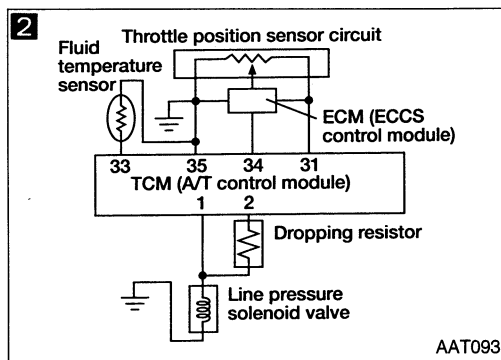 2
Throttle position sensor circuit
Fluid
temperature
sensor
ECM (ECCS
control module)
33 35 34 31
TCM (A/T control module)
1 2
Dropping resistor
Line pressure
solenoid valve
AAT093